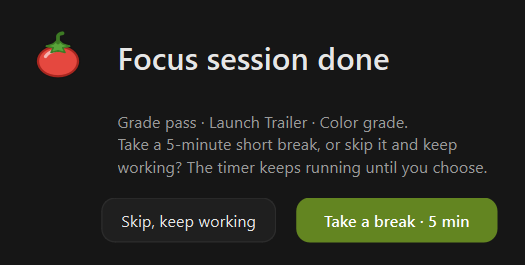 Focus session done
Grade pass · Launch Trailer · Color grade.
Take a 5-minute short break, or skip it and keep
working? The timer keeps running until you choose.
Skip, keep working
Take a break · 5 min